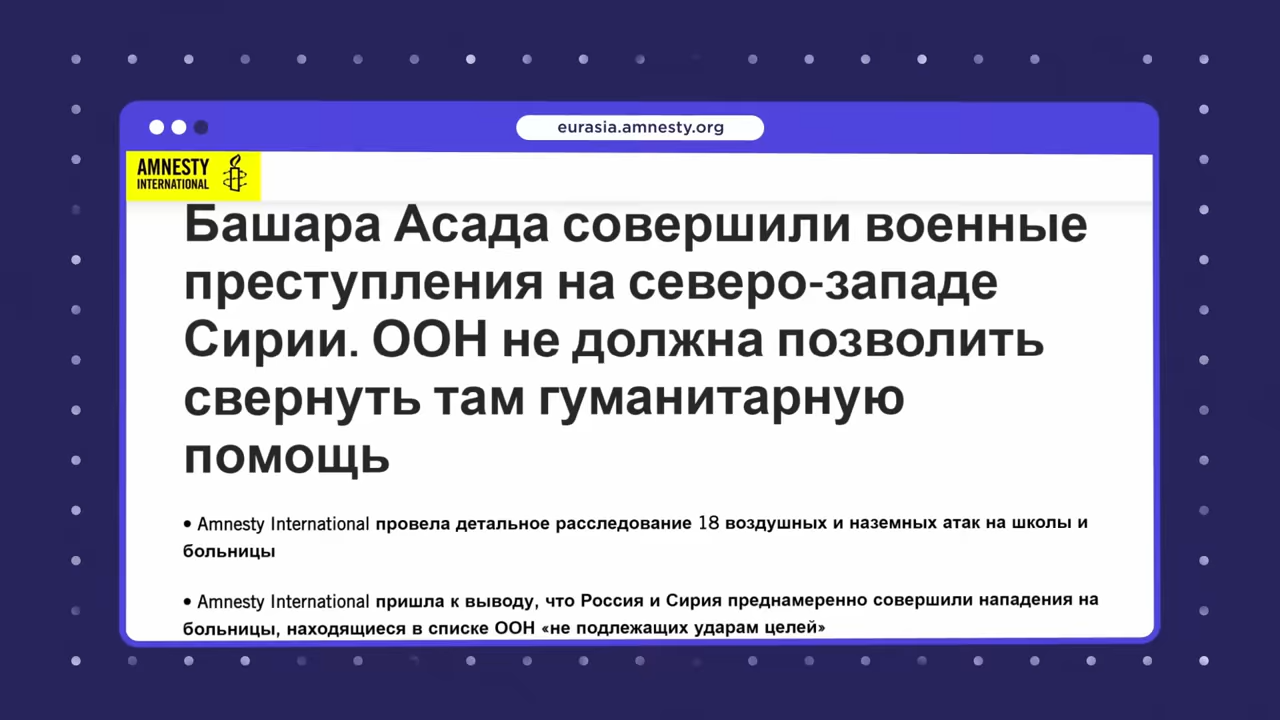 eurasia.amnesty.org
AMNESTY
INTERNATIONAL
Башара Асада совершили военные
преступления на северо-западе
Сирии. ООН не должна позволить
свернуть там гуманитарную
помощь
• Amnesty International провела детальное расследование 18 воздушных и наземных атак на школы и
больницы
• Amnesty International пришла к выводу, что Россия и Сирия преднамеренно совершили нападения на
больницы, находящиеся в списке ООН «не подлежащих ударам целей»